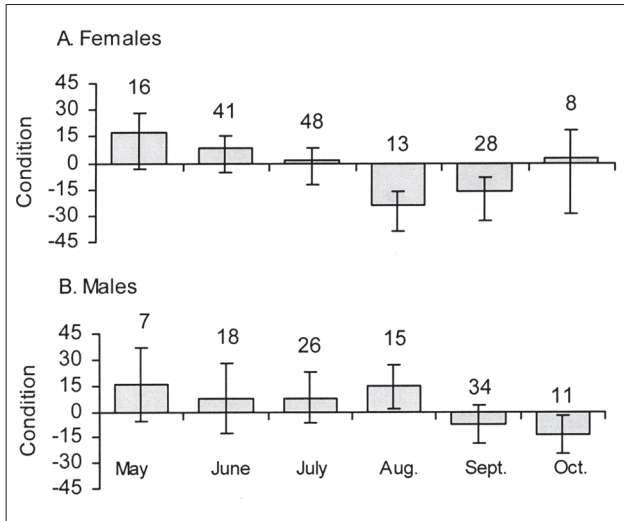 A. Females
16 41 48 13 28 8
45
30
15
0
-15
-30
-45
Condition
B. Males
7 18 26 15 34 11
45
30
15
0
-15
-30
-45
Condition
May June July Aug. Sept. Oct.